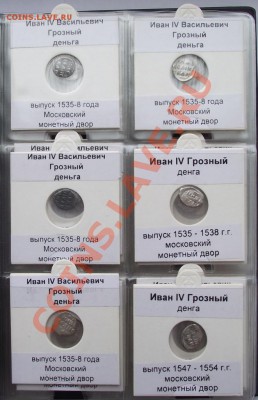 Иван IV Васильевич
Грозный
деньга
выпуск 1535-8 года
Московский
монетный двор
Иван IV Васильевич
Грозный
деньга
выпуск 1535-8 года
Московский
монетный двор
Иван IV Васильевич
Грозный
деньга
выпуск 1535-8 года
Московский
монетный двор
Иван IV Грозный
денга
выпуск 1535 - 1538 г.г.
московский
монетный двор
Иван IV Васильевич
Грозный
деньга
выпуск 1535-8 года
Московский
монетный двор
Иван IV Грозный
денга
выпуск 1547 - 1554 г.г.
московский
монетный двор
COINS.LAVE.RU
COINS.LAVE.RU